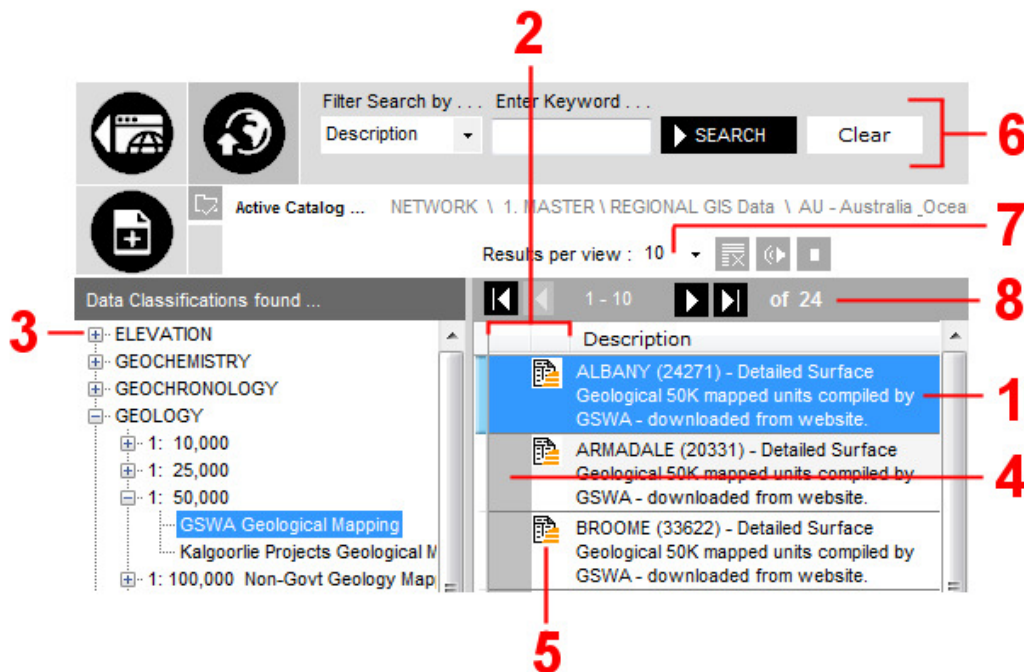 2
Filter Search by . . .
Enter Keyword . . .
Description
SEARCH
Clear
6
Active Catalog ...
NETWORK \ 1. MASTER \ REGIONAL GIS Data \ AU - Australia _Ocea
7
Results per view : 10
Data Classifications found ...
1 - 10
of 24
8
3
ELEVATION
GEOCHEMISTRY
GEOCHRONOLOGY
GEOLOGY
1: 10,000
1: 25,000
1: 50,000
GSWA Geological Mapping
Kalgoorlie Projects Geological M
1: 100,000 Non-Govt Geology Map
Description
ALBANY (24271) - Detailed Surface
Geological 50K mapped units compiled by
GSWA - downloaded from website.
1
ARMADALE (20331) - Detailed Surface
Geological 50K mapped units compiled by
GSWA - downloaded from website.
4
BROOME (33622) - Detailed Surface
Geological 50K mapped units compiled by
GSWA - downloaded from website.
5